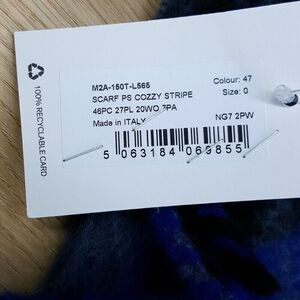 M2A-150T-L565 Colour: 47
SCARF PS COZZY STRIPE Size: 0
46PC 27PL 20WO 7PA
Made in ITALY NG7 2PW
5 063184 069855
100% RECYCLABLE CARD